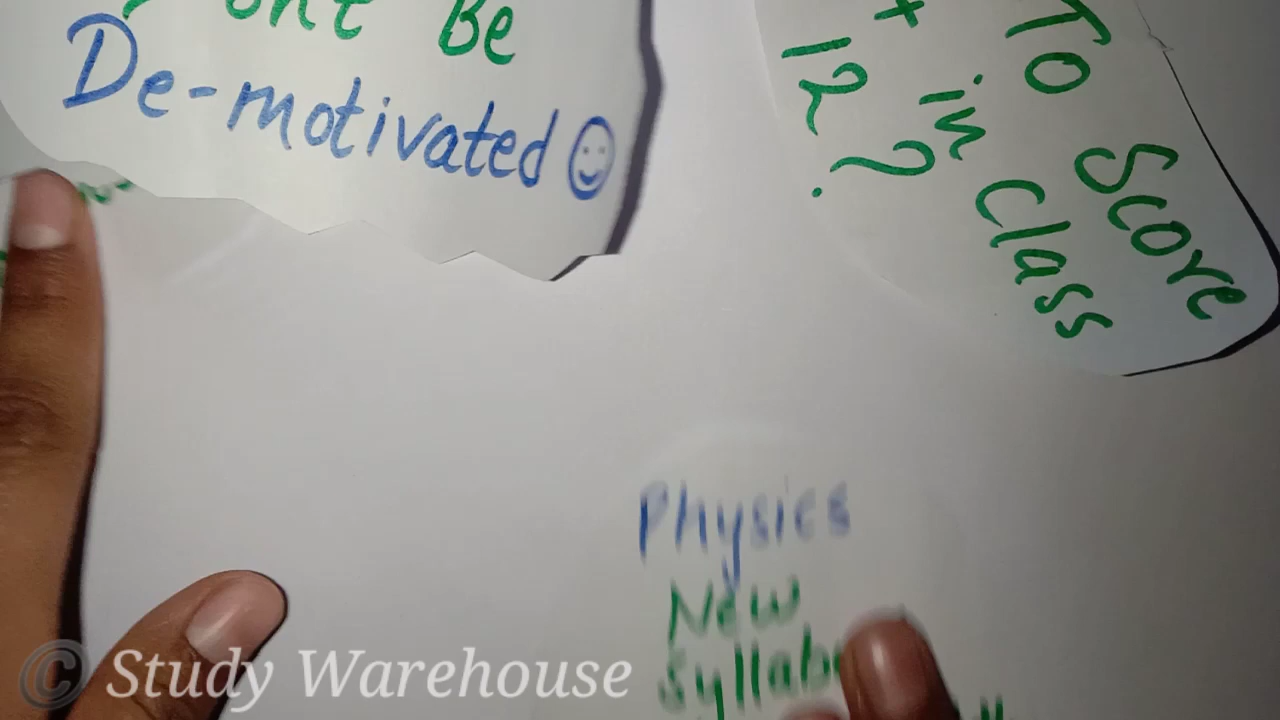 Be
De-motivated
To Score
+ in Class
12 ?
Physics
New
© Study Warehouse